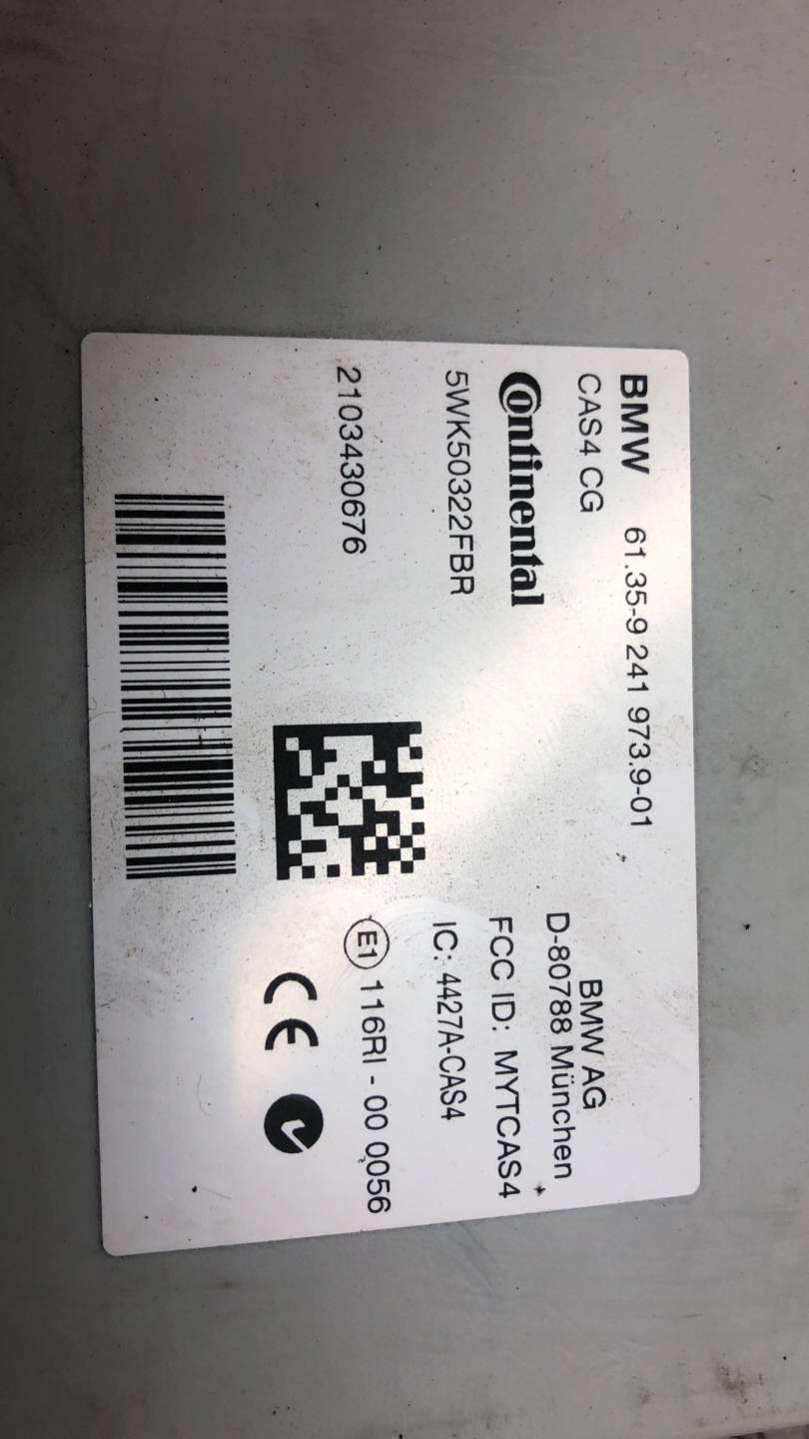 BMW 61.35-9 241 973.9-01
CAS4 CG
Continental
5WK50322FBR
2103430676
BMW AG
D-80788 München
FCC ID: MYTCAS4
IC: 4427A-CAS4
E1 116RI - 00 0056
CE